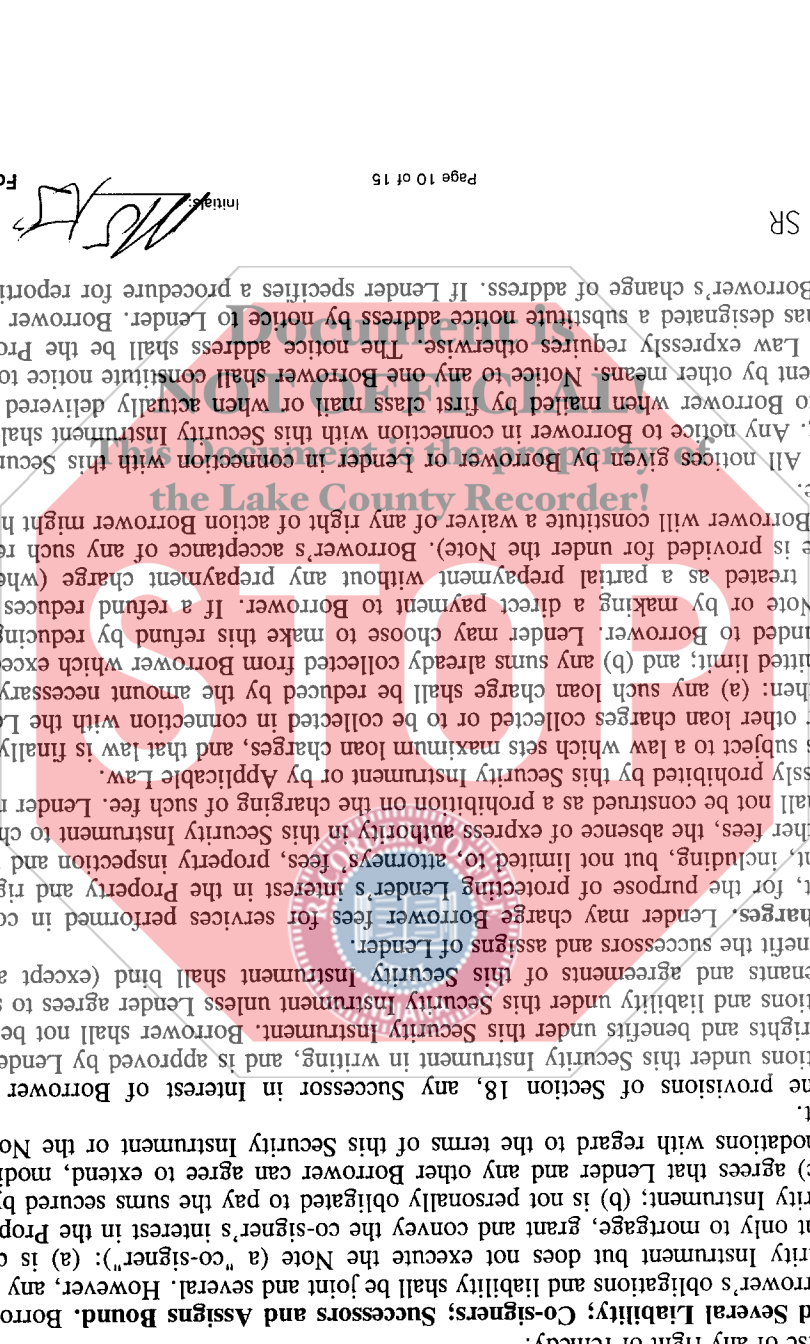 se of any right or remedy.
d Several Liability; Co-signers; Successors and Assigns Bound. Borro
rrower's obligations and liability shall be joint and several. However, any
urity Instrument but does not execute the Note (a "co-signer"): (a) is c
nt only to mortgage, grant and convey the co-signer's interest in the Prop
rity Instrument; (b) is not personally obligated to pay the sums secured by
c) agrees that Lender and any other Borrower can agree to extend, modi
modations with regard to the terms of this Security Instrument or the No
t.
he provisions of Section 18, any Successor in Interest of Borrower
tions under this Security Instrument in writing, and is approved by Lende
rights and benefits under this Security Instrument. Borrower shall not be
tions and liability under this Security Instrument unless Lender agrees to s
enants and agreements of this Security Instrument shall bind (except a
nefit the successors and assigns of Lender.
harges. Lender may charge Borrower fees for services performed in co
t, for the purpose of protecting Lender's interest in the Property and rig
nt, including, but not limited to, attorneys' fees, property inspection and
her fees, the absence of express authority in this Security Instrument to ch
hall not be construed as a prohibition on the charging of such fee. Lender m
ssly prohibited by this Security Instrument or by Applicable Law.
s subject to a law which sets maximum loan charges, and that law is finally
r other loan charges collected or to be collected in connection with the Lo
hen: (a) any such loan charge shall be reduced by the amount necessary
mitted limit; and (b) any sums already collected from Borrower which exce
unded to Borrower. Lender may choose to make this refund by reducing
Note or by making a direct payment to Borrower. If a refund reduces
treated as a partial prepayment without any prepayment charge (whe
e is provided for under the Note). Borrower's acceptance of any such re
Borrower will constitute a waiver of any right of action Borrower might h
e.
All notices given by Borrower or Lender in connection with this Secur
g. Any notice to Borrower in connection with this Security Instrument shal
to Borrower when mailed by first class mail or when actually delivered
ent by other means. Notice to any one Borrower shall constitute notice to
Law expressly requires otherwise. The notice address shall be the Pro
has designated a substitute notice address by notice to Lender. Borrower
Borrower's change of address. If Lender specifies a procedure for reporti
SR
Initials:
Page 10 of 15
Fo
Document is
NOT OFFICIAL!
This Document is the property of
the Lake County Recorder!
STOP